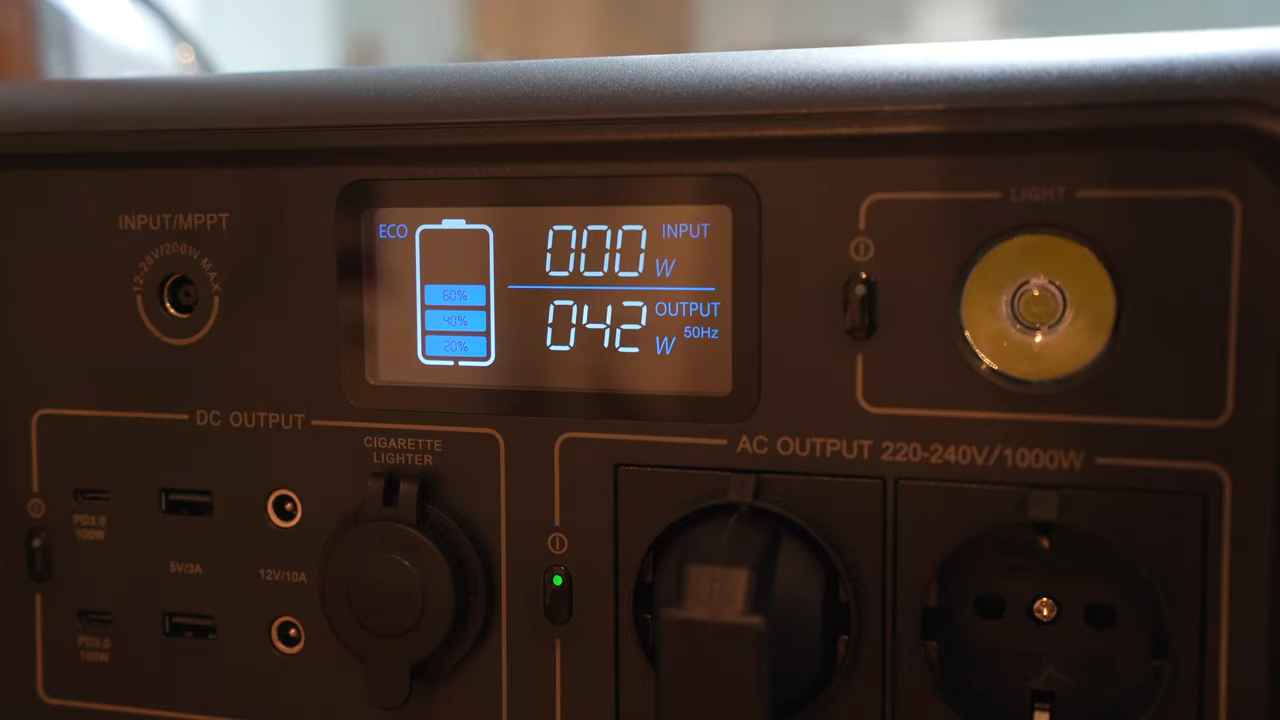 INPUT/MPPT
12-28V/200W MAX
ECO
60%
40%
20%
000 W INPUT
042 W OUTPUT
50Hz
LIGHT
DC OUTPUT
CIGARETTE
LIGHTER
PD3.0
100W
5V/3A
12V/10A
PD3.0
100W
AC OUTPUT 220-240V/1000W